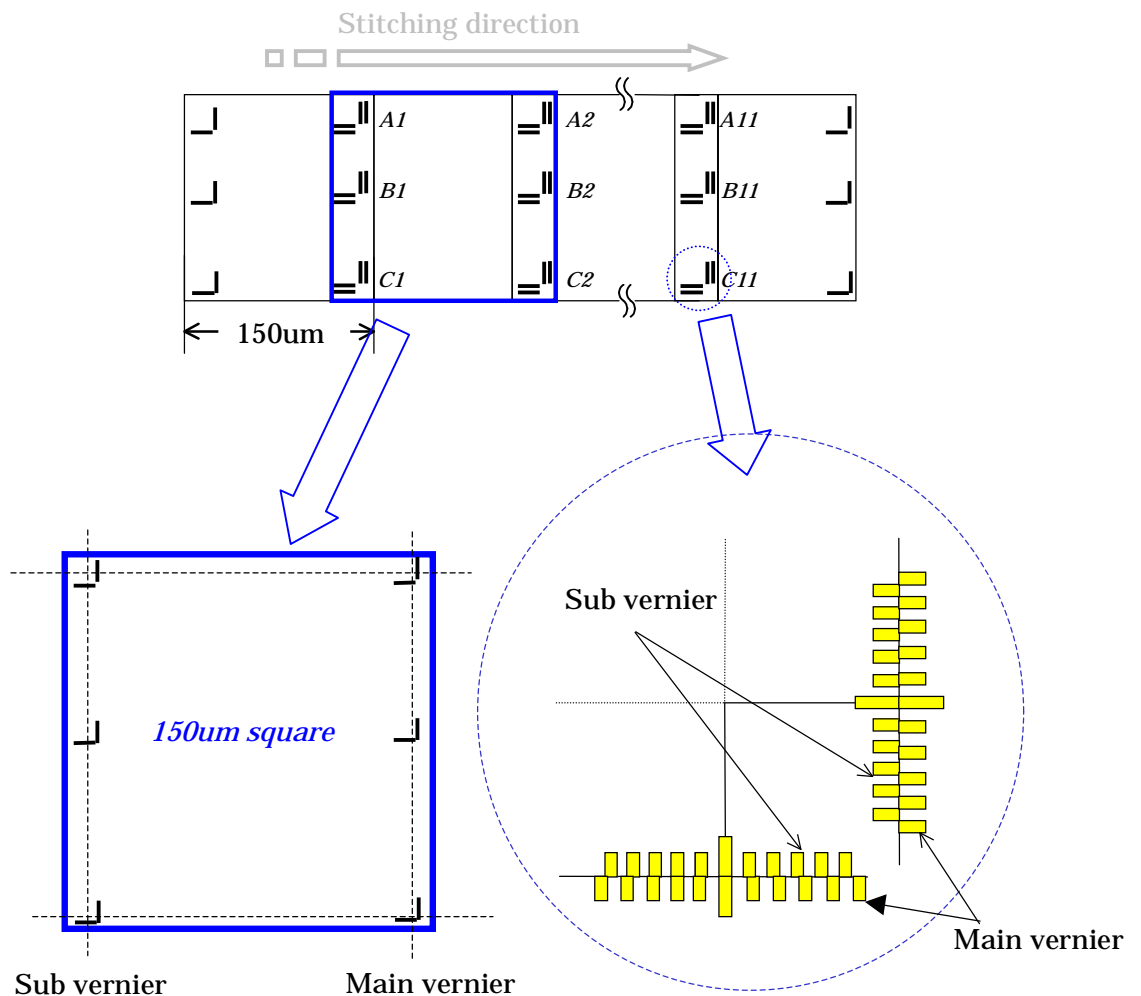 Stitching direction
A1
A2
A11
B1
B2
B11
C1
C2
C11
150um
Sub vernier
150um square
Main vernier
Sub vernier
Main vernier